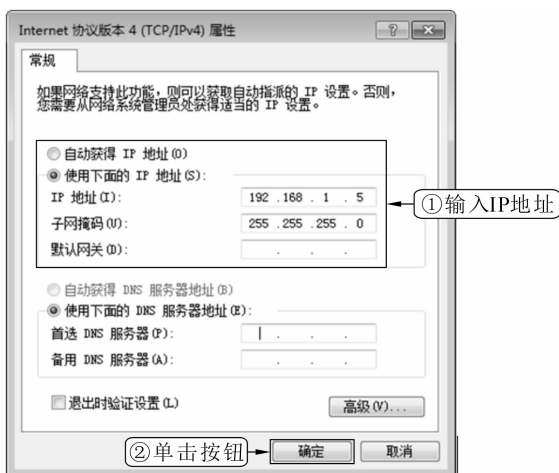 Internet 协议版本 4 (TCP/IPv4) 属性
常规
如果网络支持此功能，则可以获取自动指派的 IP 设置。否则，
您需要从网络系统管理员处获得适当的 IP 设置。
自动获得 IP 地址(O)
使用下面的 IP 地址(S):
IP 地址(I): 192 .168 . 1 . 5
①输入IP地址
子网掩码(U): 255 .255 .255 . 0
默认网关(D): . . .
自动获得 DNS 服务器地址(B)
使用下面的 DNS 服务器地址(E):
首选 DNS 服务器(P): . . .
备用 DNS 服务器(A): . . .
退出时验证设置(L)
高级(V)...
②单击按钮 确定 取消